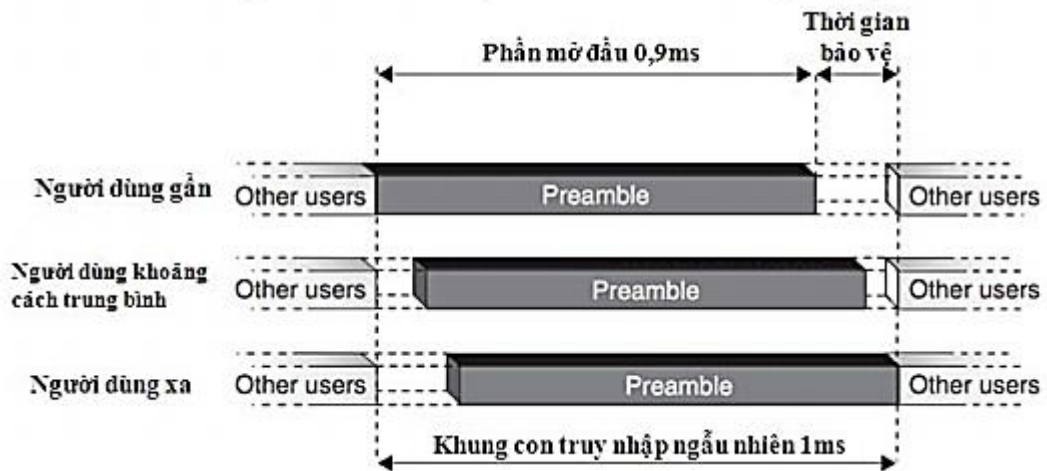 Thời gian
bảo vệ
Phần mở đầu 0,9ms
Người dùng gần
Other users
Preamble
Other users
Người dùng khoảng
cách trung bình
Other users
Preamble
Other users
Người dùng xa
Other users
Preamble
Other users
Khung con truy nhập ngẫu nhiên 1ms